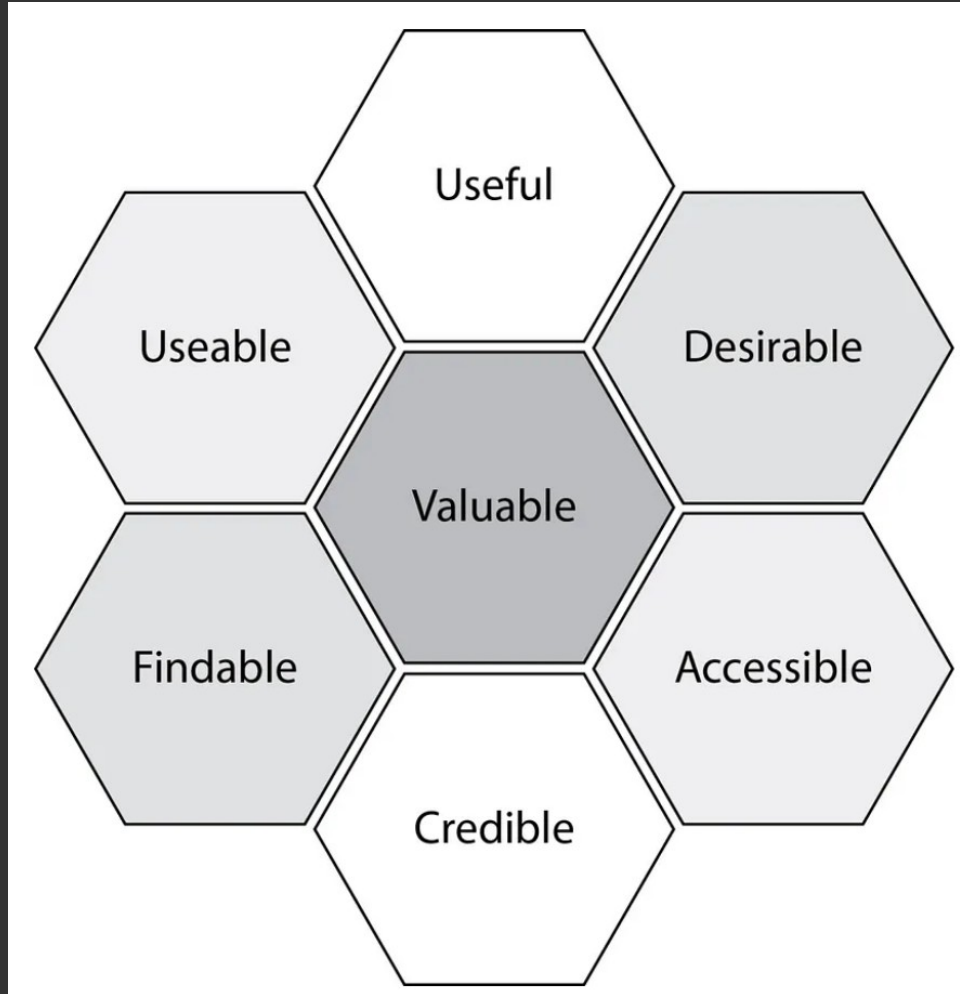 Useful
Useable
Desirable
Valuable
Findable
Accessible
Credible